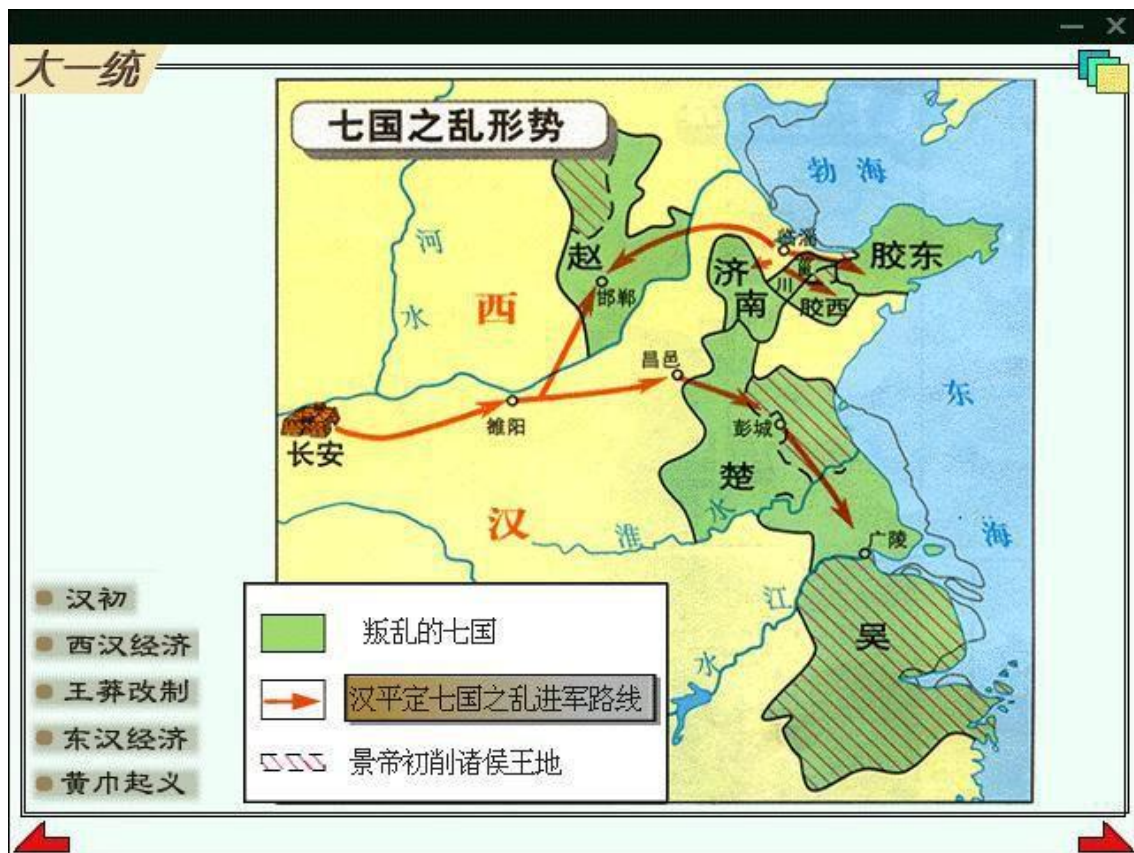 大一统
七国之乱形势
勃海
河水
赵
邯郸
临淄
济南
川
胶东
胶西
西汉
昌邑
雒阳
长安
彭城
楚
东海
淮水
广陵
江水
吴
汉初
西汉经济
王莽改制
东汉经济
黄巾起义
叛乱的七国
汉平定七国之乱进军路线
景帝初削诸侯王地